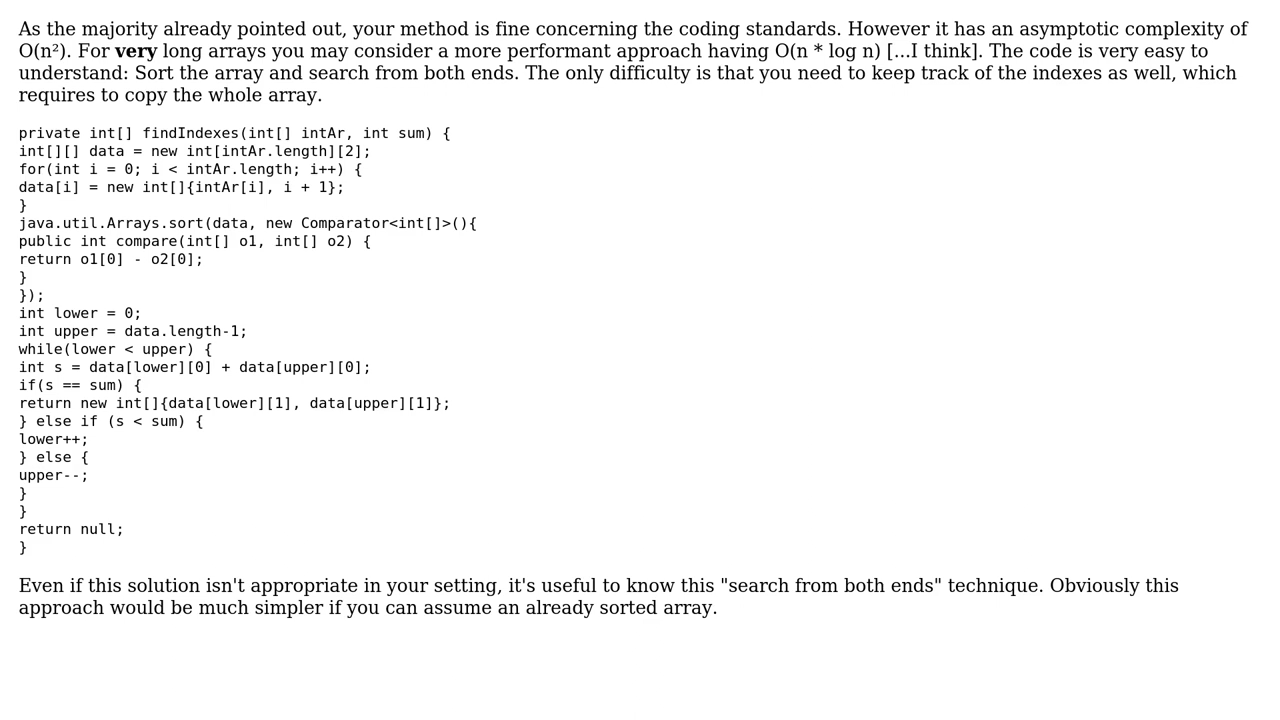 As the majority already pointed out, your method is fine concerning the coding standards. However it has an asymptotic complexity of
O(n²). For very long arrays you may consider a more performant approach having O(n * log n) [...I think]. The code is very easy to
understand: Sort the array and search from both ends. The only difficulty is that you need to keep track of the indexes as well, which
requires to copy the whole array.
private int[] findIndexes(int[] intAr, int sum) {
int[][] data = new int[intAr.length][2];
for(int i = 0; i < intAr.length; i++) {
data[i] = new int[]{intAr[i], i + 1};
}
java.util.Arrays.sort(data, new Comparator<int[]>(){
public int compare(int[] o1, int[] o2) {
return o1[0] - o2[0];
}
});
int lower = 0;
int upper = data.length-1;
while(lower < upper) {
int s = data[lower][0] + data[upper][0];
if(s == sum) {
return new int[]{data[lower][1], data[upper][1]};
} else if (s < sum) {
lower++;
} else {
upper--;
}
}
return null;
}
Even if this solution isn't appropriate in your setting, it's useful to know this "search from both ends" technique. Obviously this
approach would be much simpler if you can assume an already sorted array.